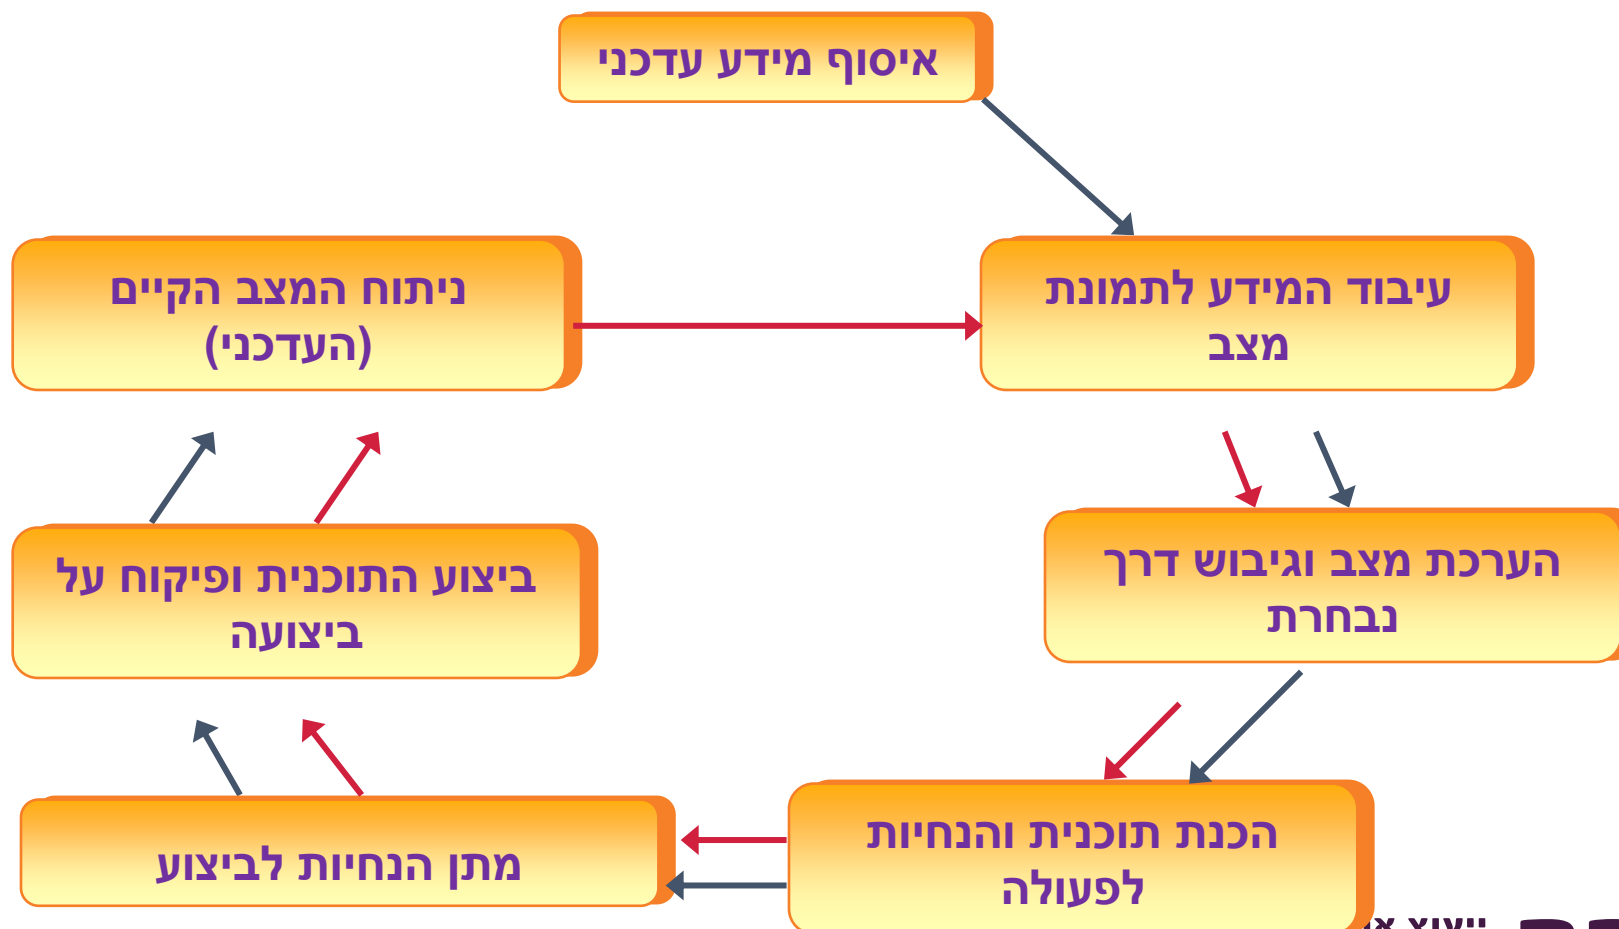 איסוף מידע עדכני
עיבוד המידע לתמונת
מצב
הערכת מצב וגיבוש דרך
נבחרת
הכנת תוכנית והנחיות
לפעולה
מתן הנחיות לביצוע
ביצוע התוכנית ופיקוח על
ביצועה
ניתוח המצב הקיים
(העדכני)